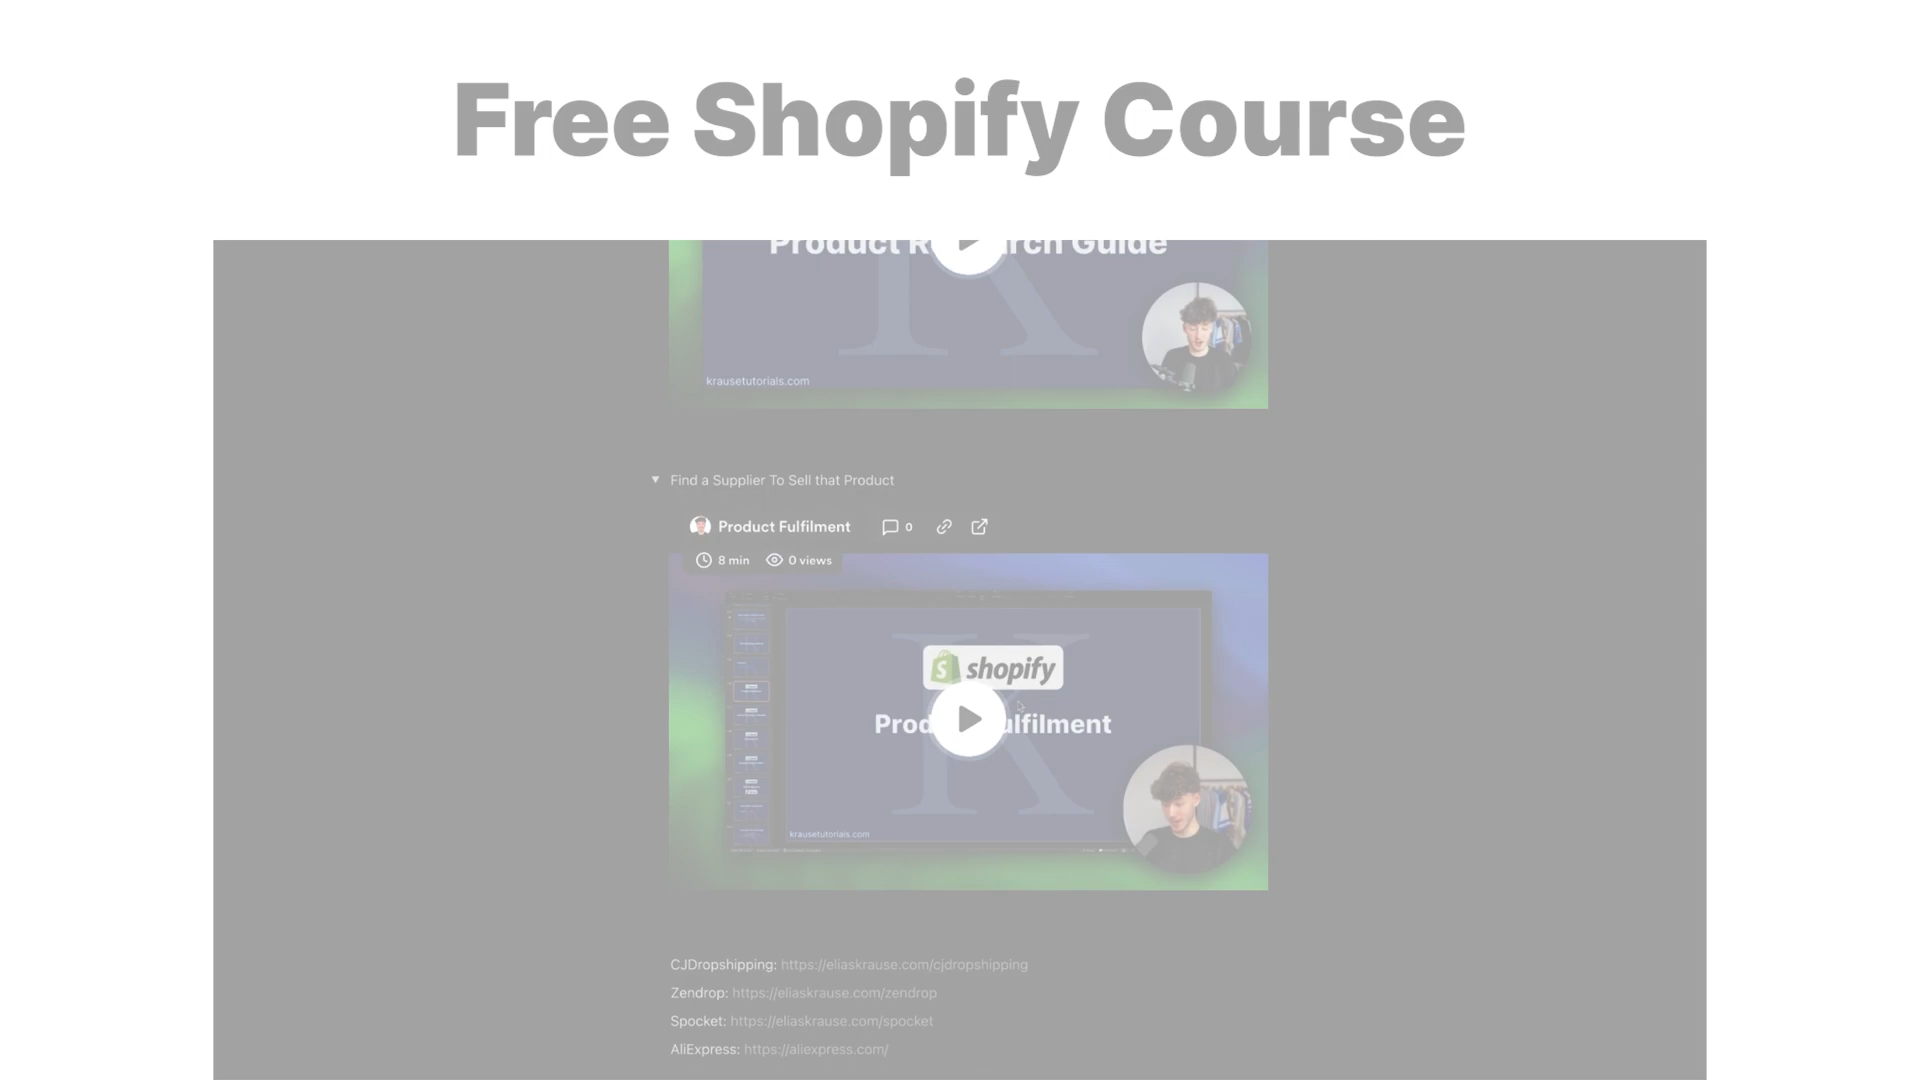 Free Shopify Course
Product Guide
krausetutorials.com
Find a Supplier To Sell that Product
Product Fulfilment
0
8 min
0 views
shopify
krausetutorials.com
CJDropshipping: https://eliaskrause.com/cjdropshipping
Zendrop: https://eliaskrause.com/zendrop
Spocket: https://eliaskrause.com/spocket
AliExpress: https://aliexpress.com/